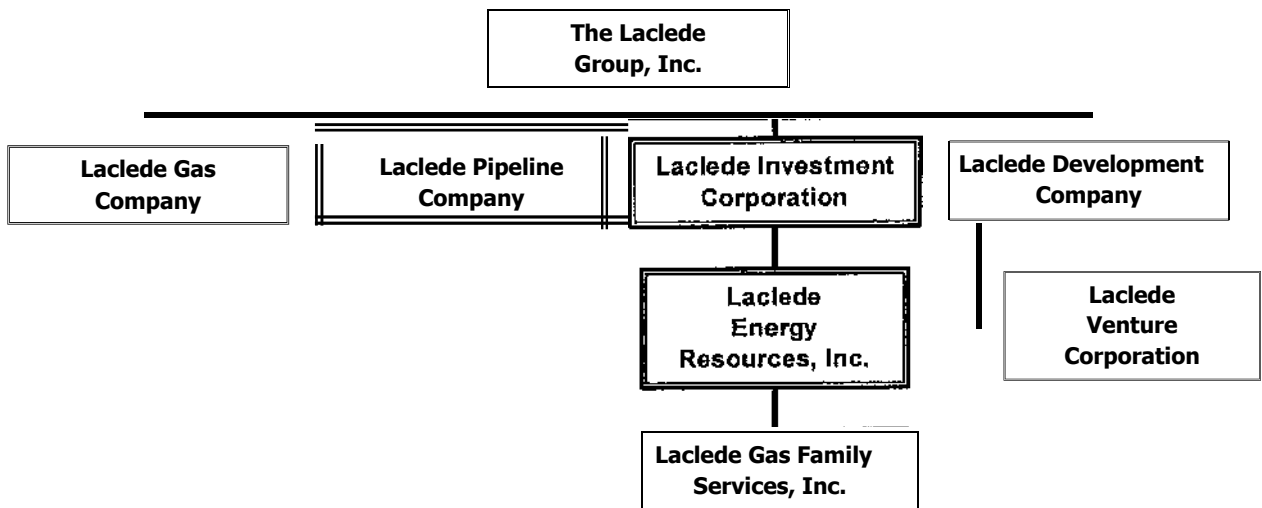 The Laclede
Group, Inc.
Laclede Gas
Company
Laclede Pipeline
Company
Laclede Investment
Corporation
Laclede Development
Company
Laclede
Energy
Resources, Inc.
Laclede
Venture
Corporation
Laclede Gas Family
Services, Inc.